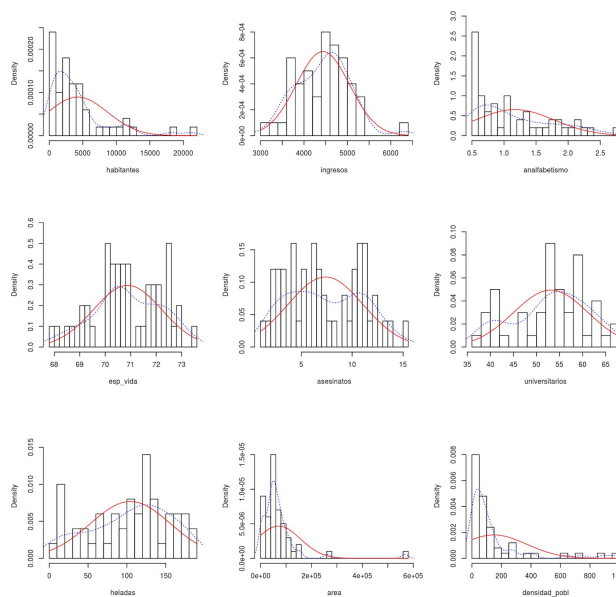 Density
0.00000 0.00010 0.00020
0 5000 10000 15000 20000
habitantes
Density
0e+00 2e-04 4e-04 6e-04 8e-04
3000 4000 5000 6000
ingresos
Density
0.0 0.5 1.0 1.5 2.0 2.5 3.0
0.5 1.0 1.5 2.0 2.5
analfabetismo
Density
0.0 0.1 0.2 0.3 0.4 0.5 0.6
68 69 70 71 72 73
esp_vida
Density
0.00 0.05 0.10 0.15
5 10 15
asesinatos
Density
0.00 0.02 0.04 0.06 0.08 0.10
35 40 45 50 55 60 65
universitarios
Density
0.000 0.005 0.010 0.015
0 50 100 150
heladas
Density
0.0e+00 5.0e-06 1.0e-05 1.5e-05
0e+00 2e+05 4e+05 6e+05
area
Density
0.000 0.002 0.004 0.006 0.008
0 200 400 600 800
densidad_pobl